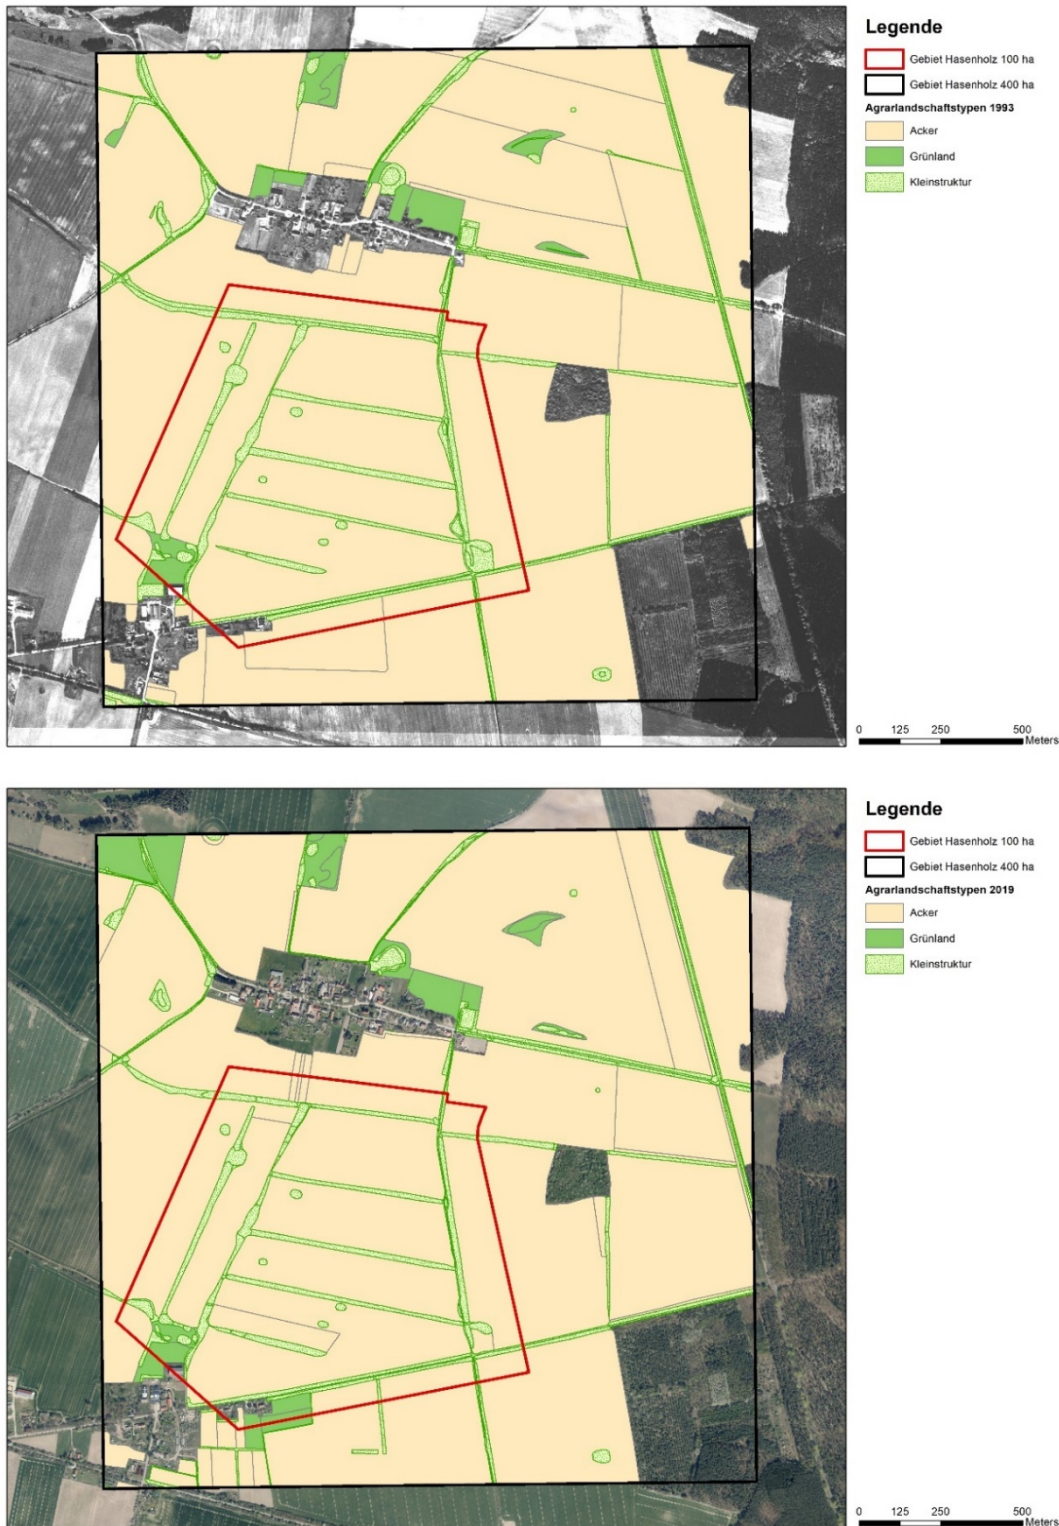 Legende
Gebiet Hasenholz 100 ha
Gebiet Hasenholz 400 ha
Agrarlandschaftstypen 1993
Acker
Grünland
Kleinstruktur
0 125 250 500
Meters
Legende
Gebiet Hasenholz 100 ha
Gebiet Hasenholz 400 ha
Agrarlandschaftstypen 2019
Acker
Grünland
Kleinstruktur
0 125 250 500
Meters